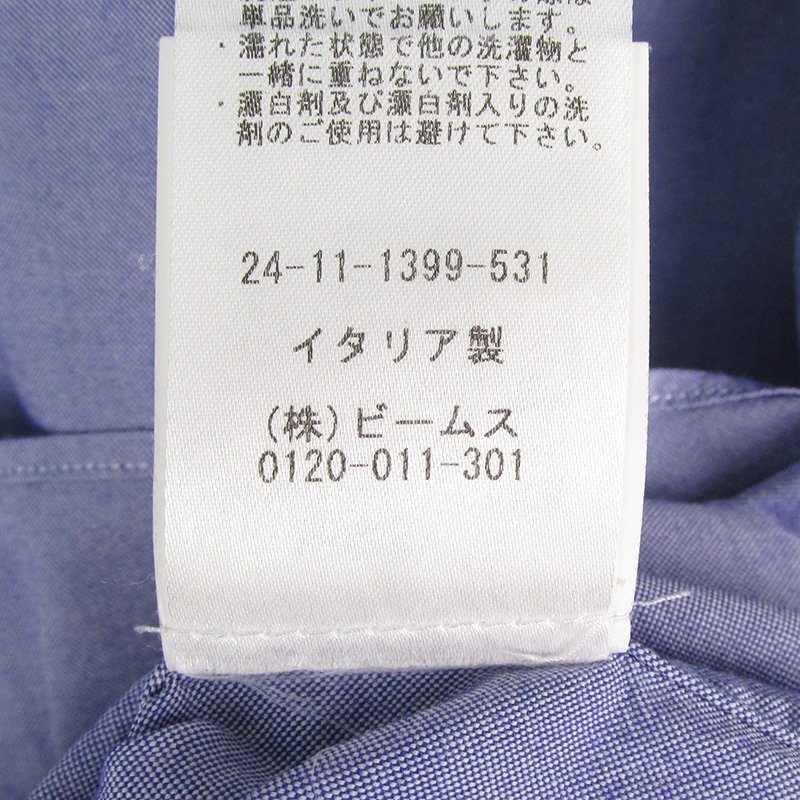 単品洗いでお願いします。
・濡れた状態で他の洗濯物と
一緒に重ねないで下さい。
・漂白剤及び漂白剤入りの洗
剤のご使用は避けて下さい。
24-11-1399-531
イタリア製
(株)ビームス
0120-011-301